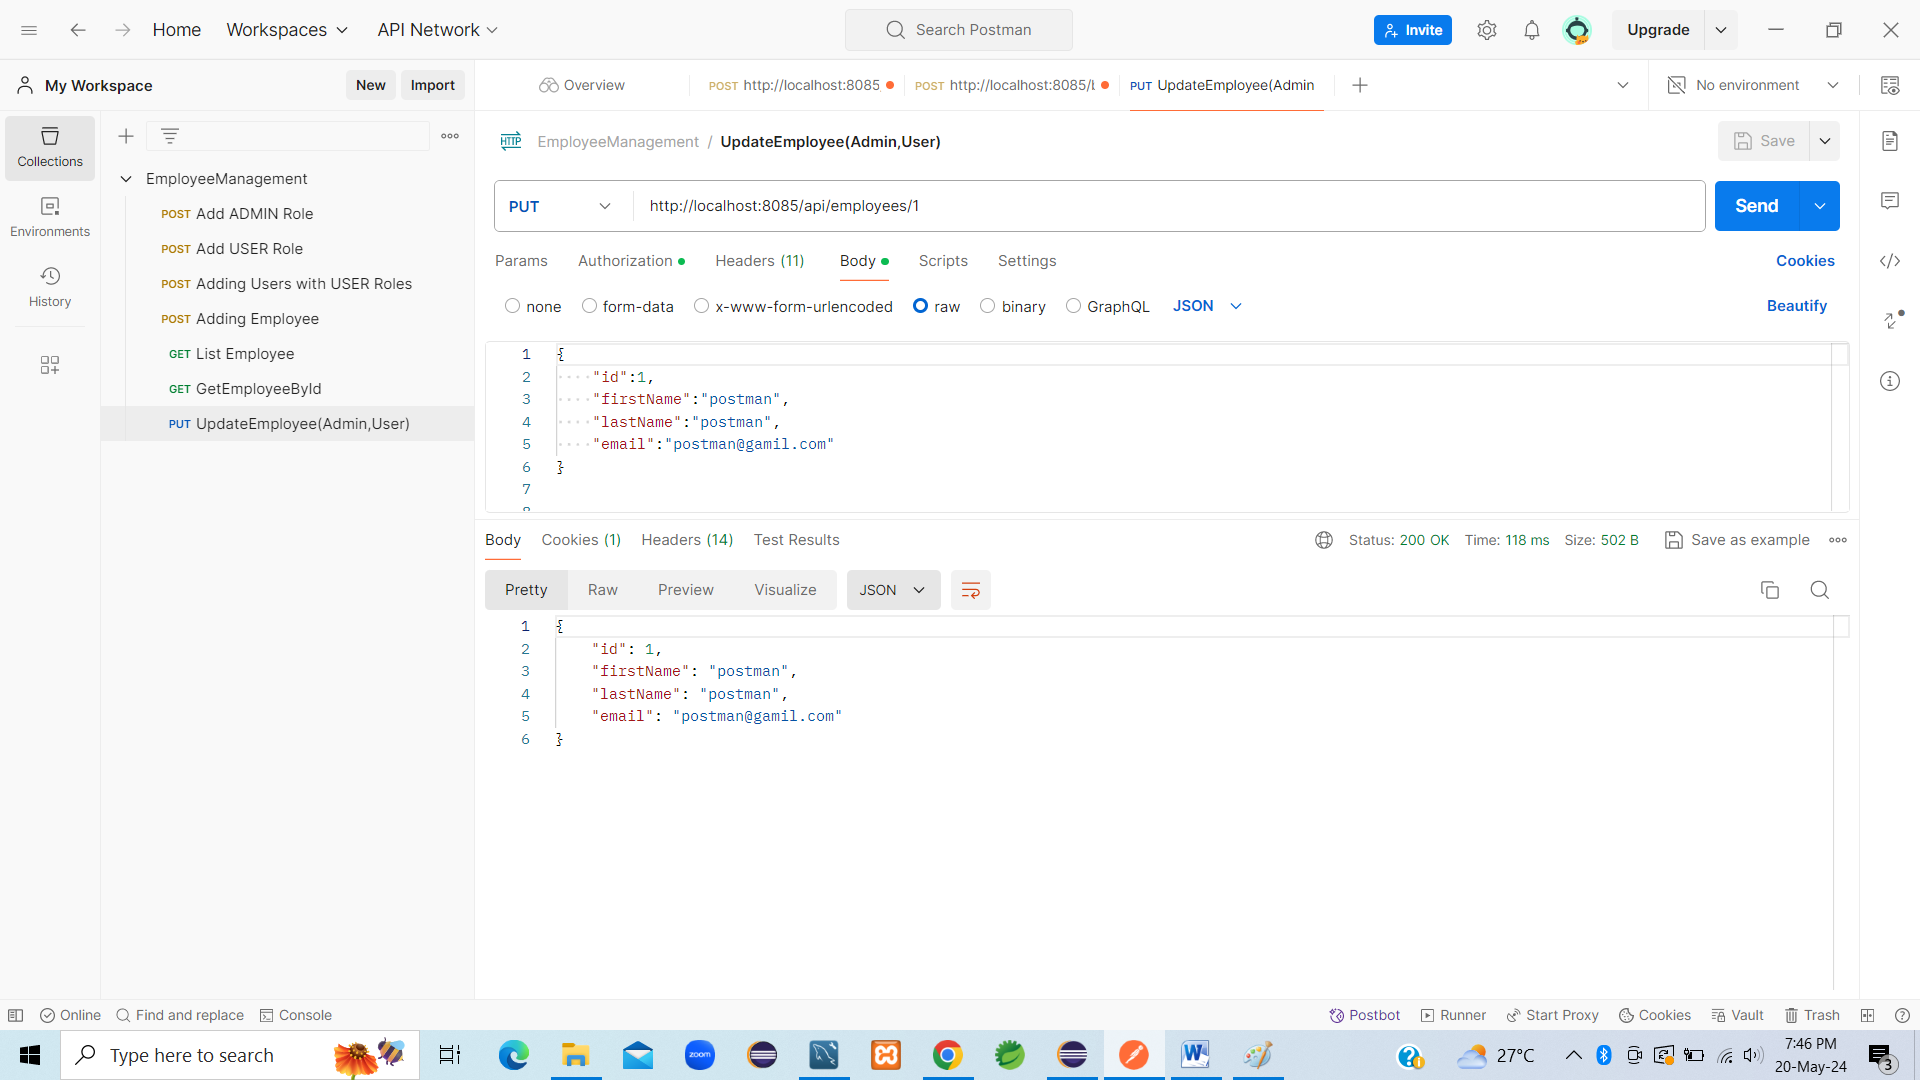 Home Workspaces API Network Search Postman Invite Upgrade
My Workspace New Import Overview POST http://localhost:8085, POST http://localhost:8085/l PUT UpdateEmployee(Admin No environment
Collections
Environments
History
EmployeeManagement
POST Add ADMIN Role
POST Add USER Role
POST Adding Users with USER Roles
POST Adding Employee
GET List Employee
GET GetEmployeeById
PUT UpdateEmployee(Admin,User)
HTTP EmployeeManagement / UpdateEmployee(Admin,User) Save
PUT http://localhost:8085/api/employees/1 Send
Params Authorization Headers (11) Body Scripts Settings Cookies
none form-data x-www-form-urlencoded raw binary GraphQL JSON Beautify
1 {
2 "id":1,
3 "firstName":"postman",
4 "lastName":"postman",
5 "email":"postman@gamil.com"
6 }
7
8
Body Cookies (1) Headers (14) Test Results Status: 200 OK Time: 118 ms Size: 502 B Save as example
Pretty Raw Preview Visualize JSON
1 {
2 "id": 1,
3 "firstName": "postman",
4 "lastName": "postman",
5 "email": "postman@gamil.com"
6 }
Online Find and replace Console Postbot Runner Start Proxy Cookies Vault Trash
Type here to search zoom 27°C 7:46 PM
20-May-24 3